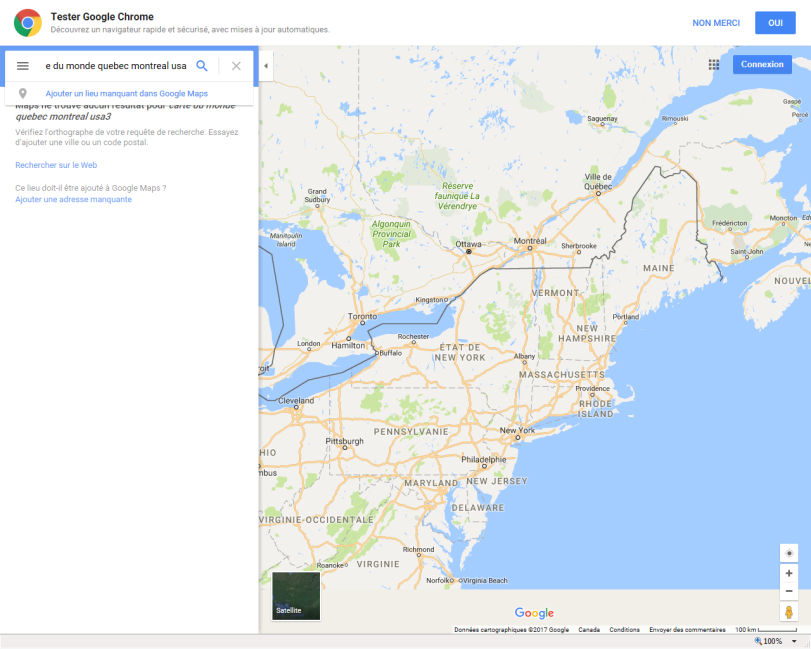 Tester Google Chrome
Découvrez un navigateur rapide et sécurisé, avec mises à jour automatiques.
NON MERCI
OUI
e du monde quebec montreal usa
Ajouter un lieu manquant dans Google Maps
Maps ne trouve aucun résultat pour carte du monde
quebec montreal usa3
Vérifiez l'orthographe de votre requête de recherche. Essayez
d'ajouter une ville ou un code postal.
Rechercher sur le Web
Ce lieu doit-il être ajouté à Google Maps ?
Ajouter une adresse manquante
Connexion
Gaspé
Percé
Saguenay
Rimouski
Ville de
Québec
Réserve
faunique La
Vérendrye
Grand
Sudbury
Algonquin
Provincial
Park
Manitoulin
Island
Ottawa
Montréal
Sherbrooke
Frédericton
Moncton
Saint-John
MAINE
NOUVEL
Kingston
VERMONT
Toronto
Portland
London
Hamilton
Rochester
NEW
HAMPSHIRE
Buffalo
ÉTAT DE
NEW YORK
Albany
roit
MASSACHUSETTS
Providence
Cleveland
RHODE
ISLAND
PENNSYLVANIE
New York
Pittsburgh
HIO
Philadelphie
mbus
MARYLAND
NEW JERSEY
DELAWARE
VIRGINIE-OCCIDENTALE
Richmond
Roanoke
VIRGINIE
Norfolk
Virginia Beach
Satellite
Google
Données cartographiques ©2017 Google
Canada
Conditions
Envoyer des commentaires
100 km
100%